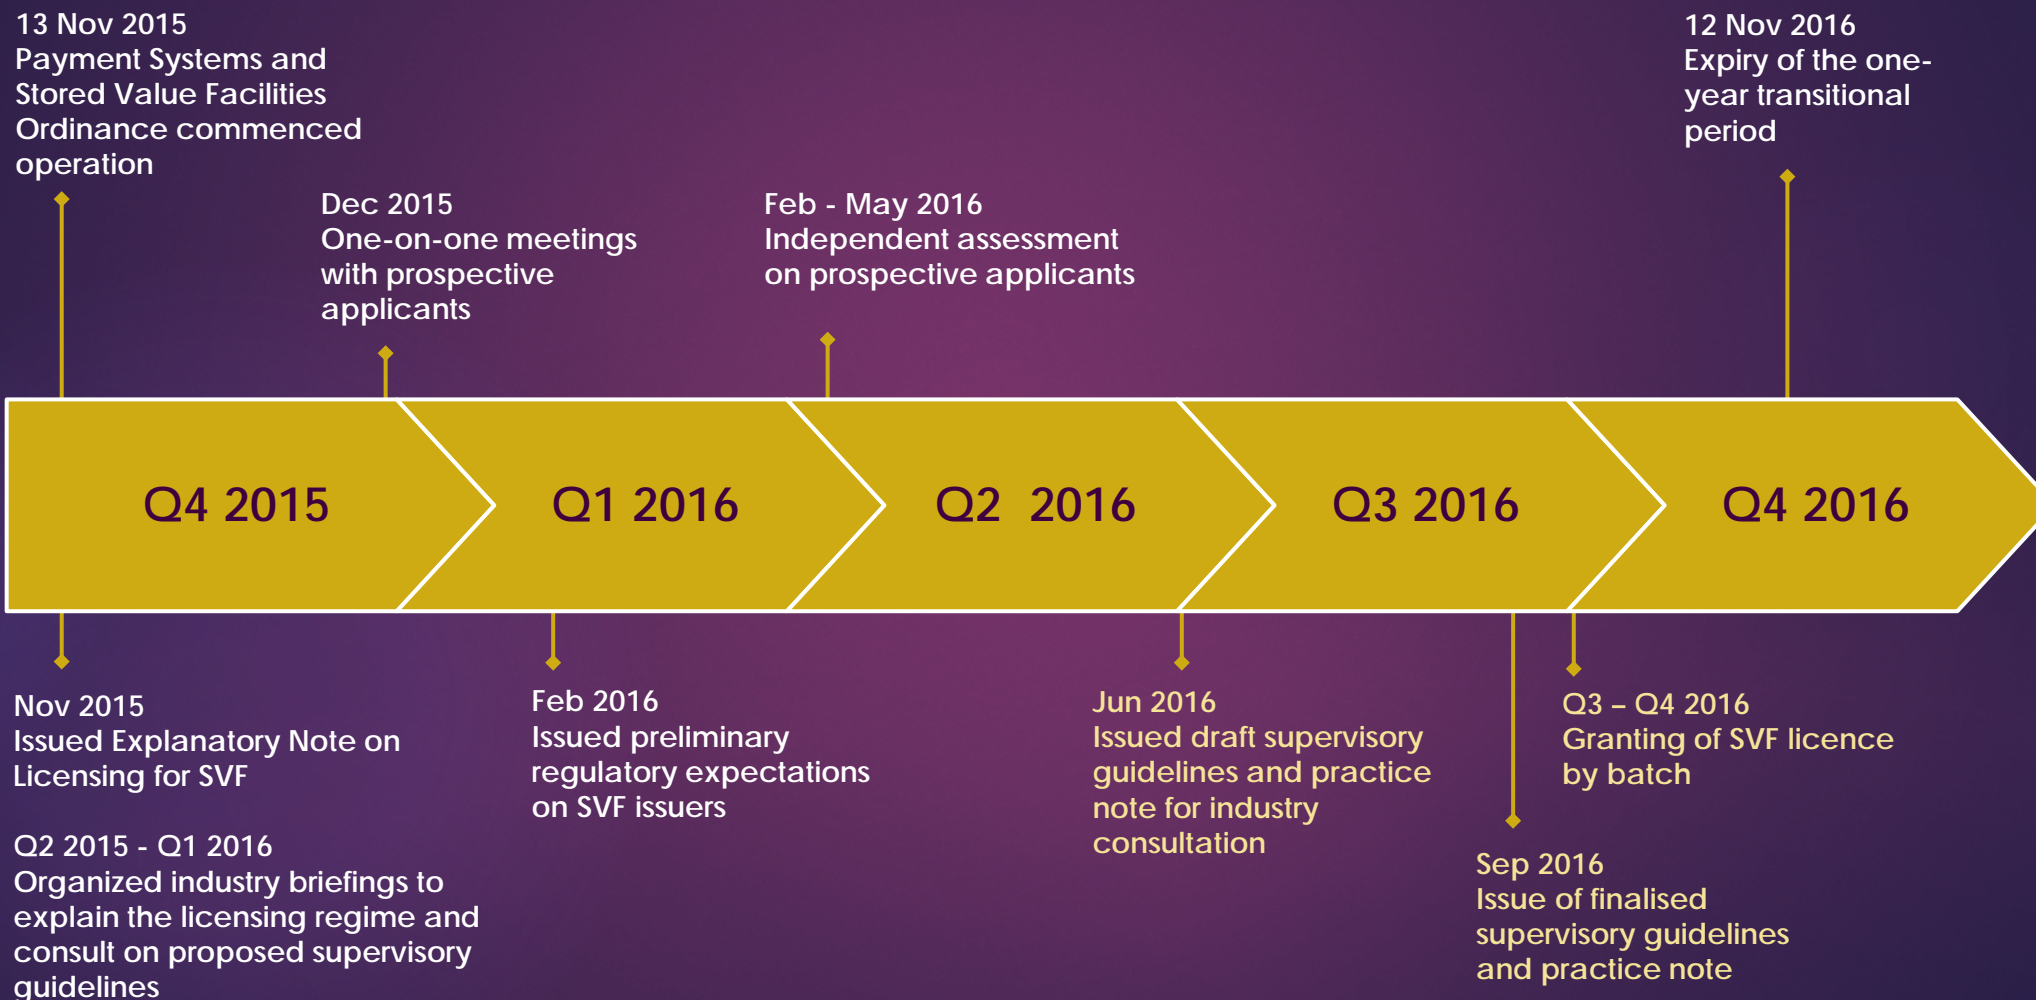 13 Nov 2015
Payment Systems and
Stored Value Facilities
Ordinance commenced
operation
12 Nov 2016
Expiry of the one-
year transitional
period
Dec 2015
One-on-one meetings
with prospective
applicants
Feb - May 2016
Independent assessment
on prospective applicants
Q4 2015
Q1 2016
Q2 2016
Q3 2016
Q4 2016
Nov 2015
Issued Explanatory Note on
Licensing for SVF
Q2 2015 - Q1 2016
Organized industry briefings to
explain the licensing regime and
consult on proposed supervisory
guidelines
Feb 2016
Issued preliminary
regulatory expectations
on SVF issuers
Jun 2016
Issued draft supervisory
guidelines and practice
note for industry
consultation
Q3 – Q4 2016
Granting of SVF licence
by batch
Sep 2016
Issue of finalised
supervisory guidelines
and practice note